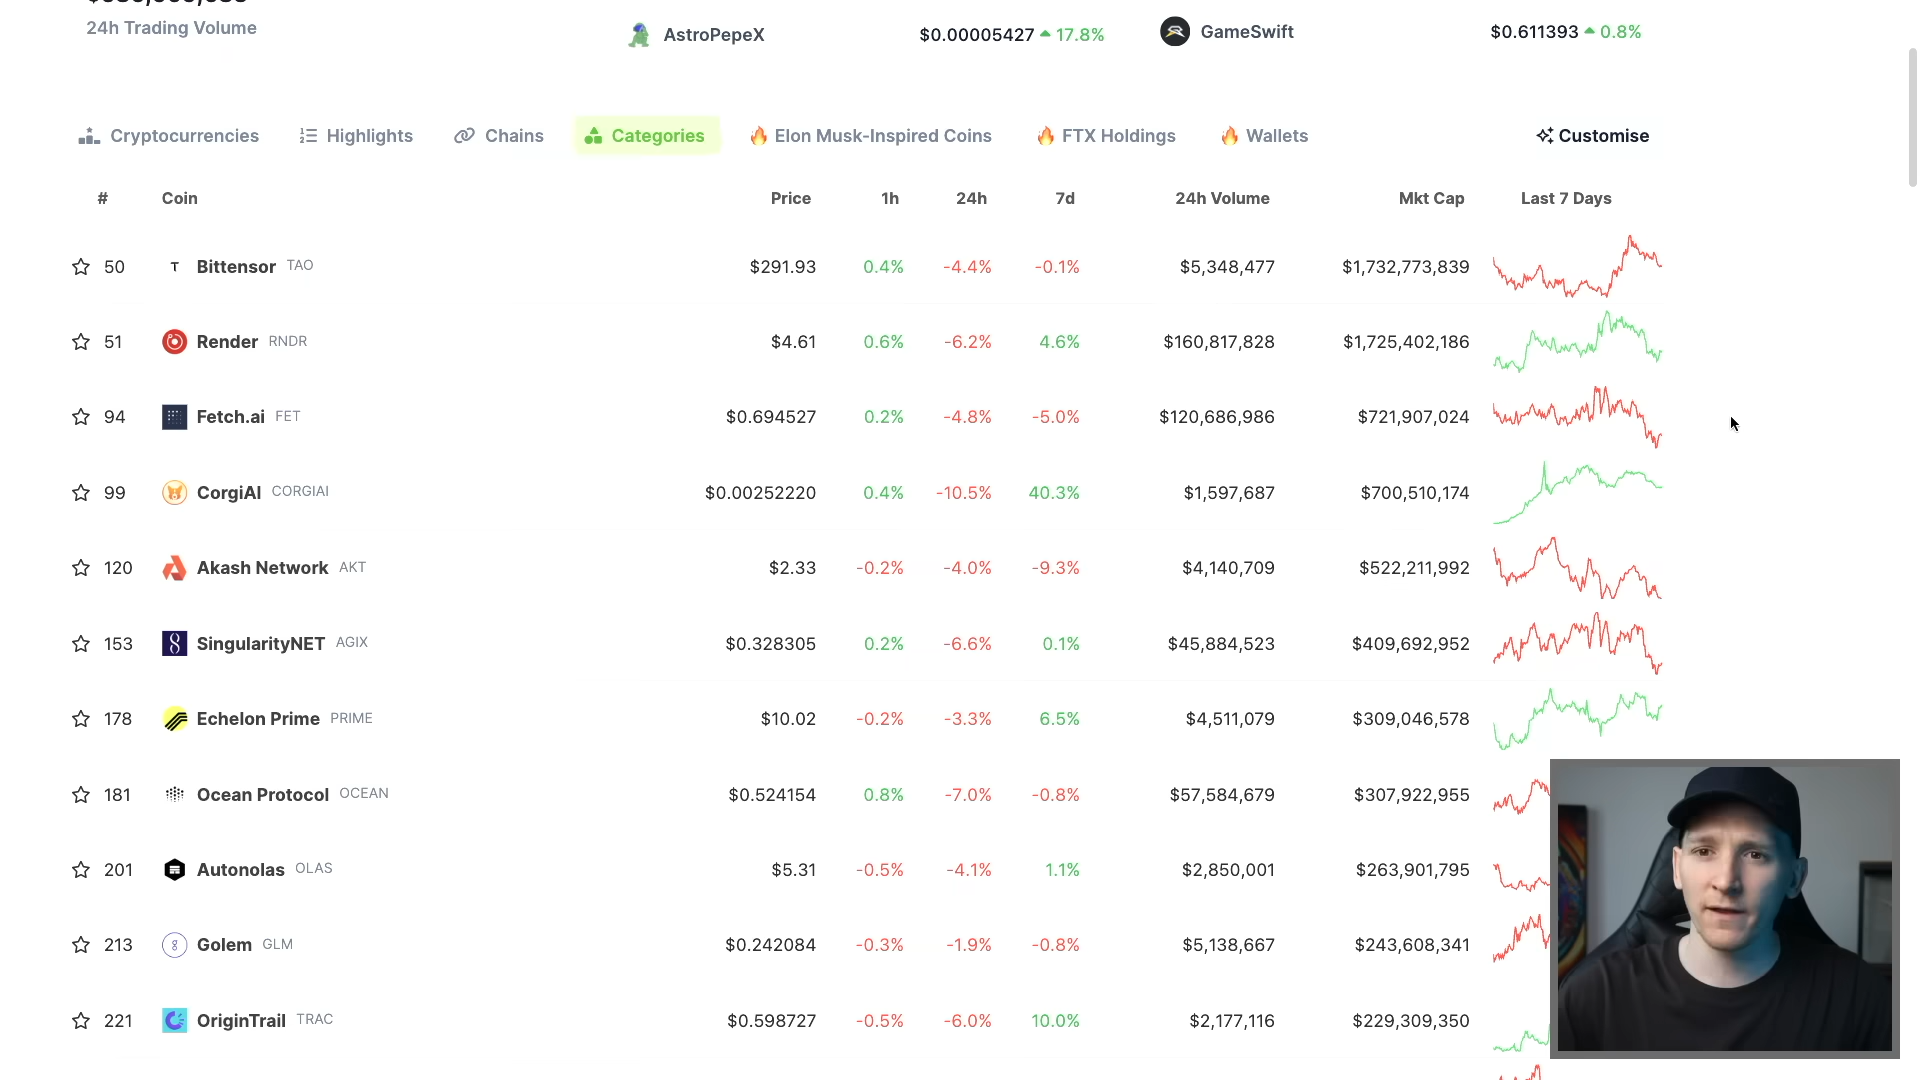 24h Trading Volume
AstroPepeX $0.00005427 17.8% GameSwift $0.611393 0.8%
Cryptocurrencies Highlights Chains Categories Elon Musk-Inspired Coins FTX Holdings Wallets Customise
# Coin Price 1h 24h 7d 24h Volume Mkt Cap Last 7 Days
50 T Bittensor TAO $291.93 0.4% -4.4% -0.1% $5,348,477 $1,732,773,839
51 Render RNDR $4.61 0.6% -6.2% 4.6% $160,817,828 $1,725,402,186
94 Fetch.ai FET $0.694527 0.2% -4.8% -5.0% $120,686,986 $721,907,024
99 CorgiAI CORGIAI $0.00252220 0.4% -10.5% 40.3% $1,597,687 $700,510,174
120 Akash Network AKT $2.33 -0.2% -4.0% -9.3% $4,140,709 $522,211,992
153 SingularityNET AGIX $0.328305 0.2% -6.6% 0.1% $45,884,523 $409,692,952
178 Echelon Prime PRIME $10.02 -0.2% -3.3% 6.5% $4,511,079 $309,046,578
181 Ocean Protocol OCEAN $0.524154 0.8% -7.0% -0.8% $57,584,679 $307,922,955
201 Autonolas OLAS $5.31 -0.5% -4.1% 1.1% $2,850,001 $263,901,795
213 Golem GLM $0.242084 -0.3% -1.9% -0.8% $5,138,667 $243,608,341
221 OriginTrail TRAC $0.598727 -0.5% -6.0% 10.0% $2,177,116 $229,309,350